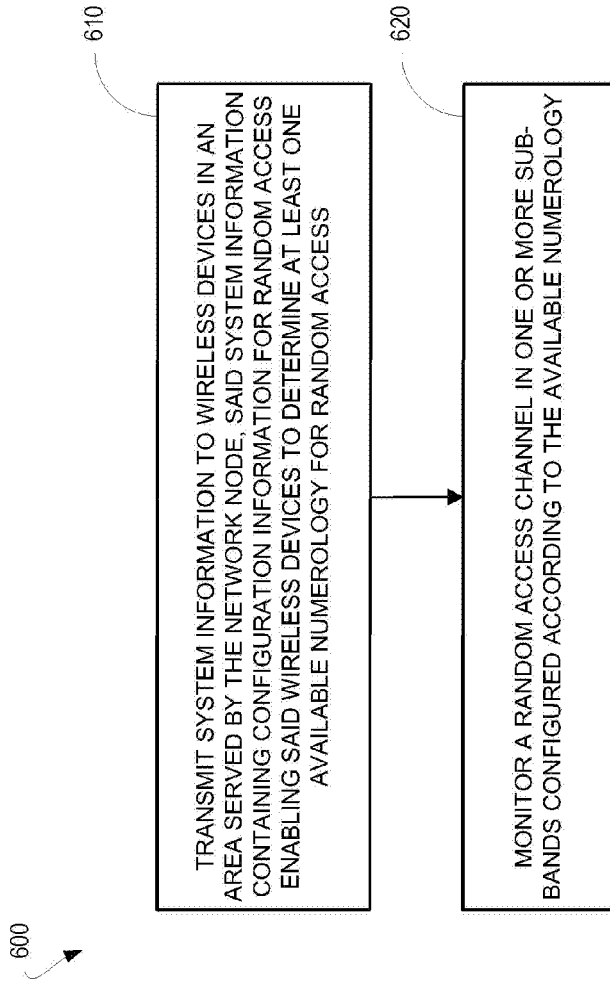 600
610
TRANSMIT SYSTEM INFORMATION TO WIRELESS DEVICES IN AN
AREA SERVED BY THE NETWORK NODE, SAID SYSTEM INFORMATION
CONTAINING CONFIGURATION INFORMATION FOR RANDOM ACCESS
ENABLING SAID WIRELESS DEVICES TO DETERMINE AT LEAST ONE
AVAILABLE NUMEROLOGY FOR RANDOM ACCESS
620
MONITOR A RANDOM ACCESS CHANNEL IN ONE OR MORE SUB-
BANDS CONFIGURED ACCORDING TO THE AVAILABLE NUMEROLOGY